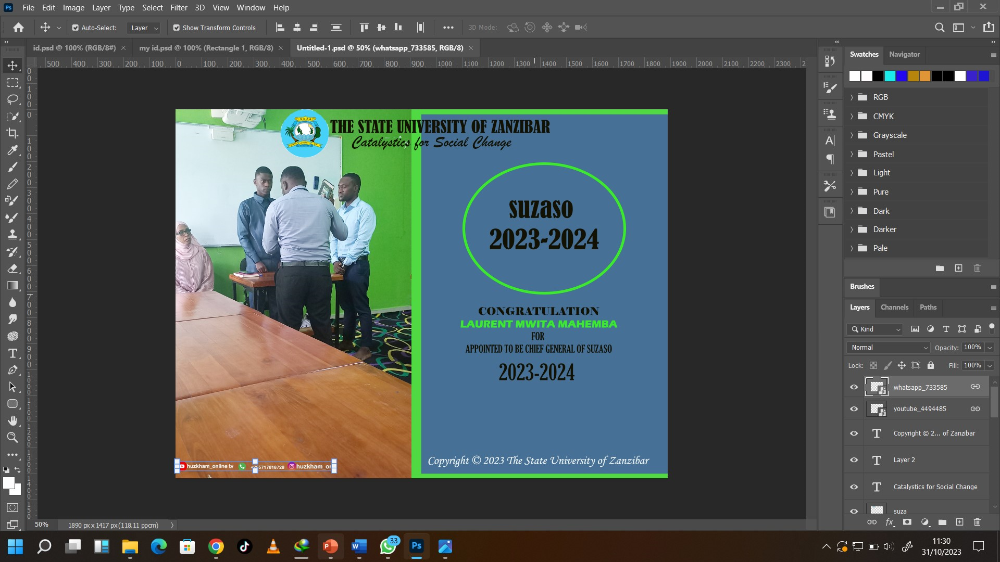 File Edit Image Layer Type Select Filter 3D View Window Help
Auto-Select: Layer Show Transform Controls 3D Mode:
id.psd @ 100% (RGB/8#) my id.psd @ 100% (Rectangle 1, RGB/8) Untitled-1.psd @ 50% (whatsapp_733585, RGB/8)
500 400 300 200 100 0 100 200 300 400 500 600 700 800 900 1000 1100 1200 1300 1400 1500 1600 1700 1800 1900 2000 2100 2200 2300
Swatches Navigator
RGB
CMYK
Grayscale
Pastel
Light
Pure
Dark
Darker
Pale
Brushes
Layers Channels Paths
Kind
Normal Opacity: 100%
Lock: Fill: 100%
whatsapp_733585
youtube_4494485
Copyright © 2... of Zanzibar
Layer 2
Catalystics for Social Change
suza
THE STATE UNIVERSITY OF ZANZIBAR
Catalystics for Social Change
suzaso
2023-2024
CONGRATULATION
LAURENT MWITA MAHEMBA
FOR
APPOINTED TO BE CHIEF GENERAL OF SUZASO
2023-2024
Copyright © 2023 The State University of Zanzibar
huzkham_online tv +255717818728 huzkham_or
50% 1890 px x 1417 px (118.11 ppcm)
33
11:30
31/10/2023